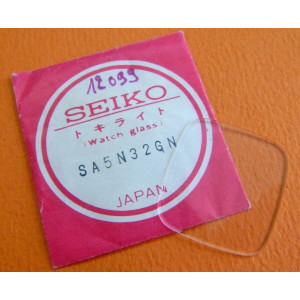 12099
SEIKO
トキライト
(Watch glass)
SA5N32GN
JAPAN